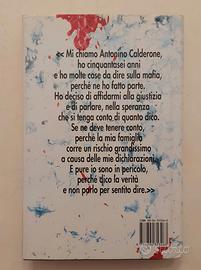 << Mi chiamo Antonino Calderone,
ho cinquantasei anni
e ho molte cose da dire sulla mafia,
perché ne ho fatto parte.
Ho deciso di affidarmi alla giustizia
e di parlare, nella speranza
che si tenga conto di quanto dico.
Se ne deve tenere conto,
perché la mia famiglia
corre un rischio grandissimo
a causa delle mie dichiarazioni.
E pure io sono in pericolo,
perché dico la verità
e non parlo per sentito dire.>>
subito